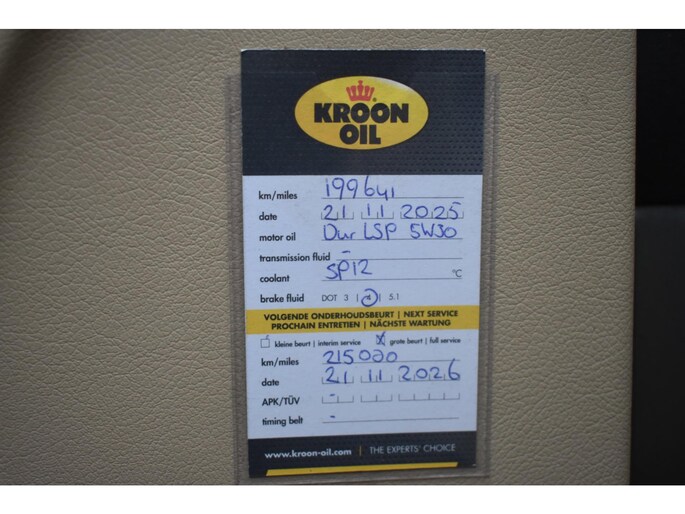 KROON
OIL
km/miles 199641
date 21 11 2025
motor oil Dur LSP 5W30
transmission fluid -
coolant SP12 °C
brake fluid DOT 3 | 4 | 5.1
VOLGENDE ONDERHOUDSBEURT | NEXT SERVICE
PROCHAIN ENTRETIEN | NÄCHSTE WARTUNG
kleine beurt | interim service x grote beurt | full service
km/miles 215000
date 21 11 2026
APK/TÜV -
timing belt -
www.kroon-oil.com | THE EXPERTS' CHOICE